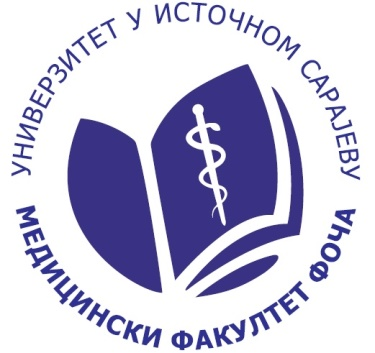 УНИВЕРЗИТЕТ У ИСТОЧНОМ САРАЈЕВУ
МЕДИЦИНСКИ ФАКУЛТЕТ ФОЧА